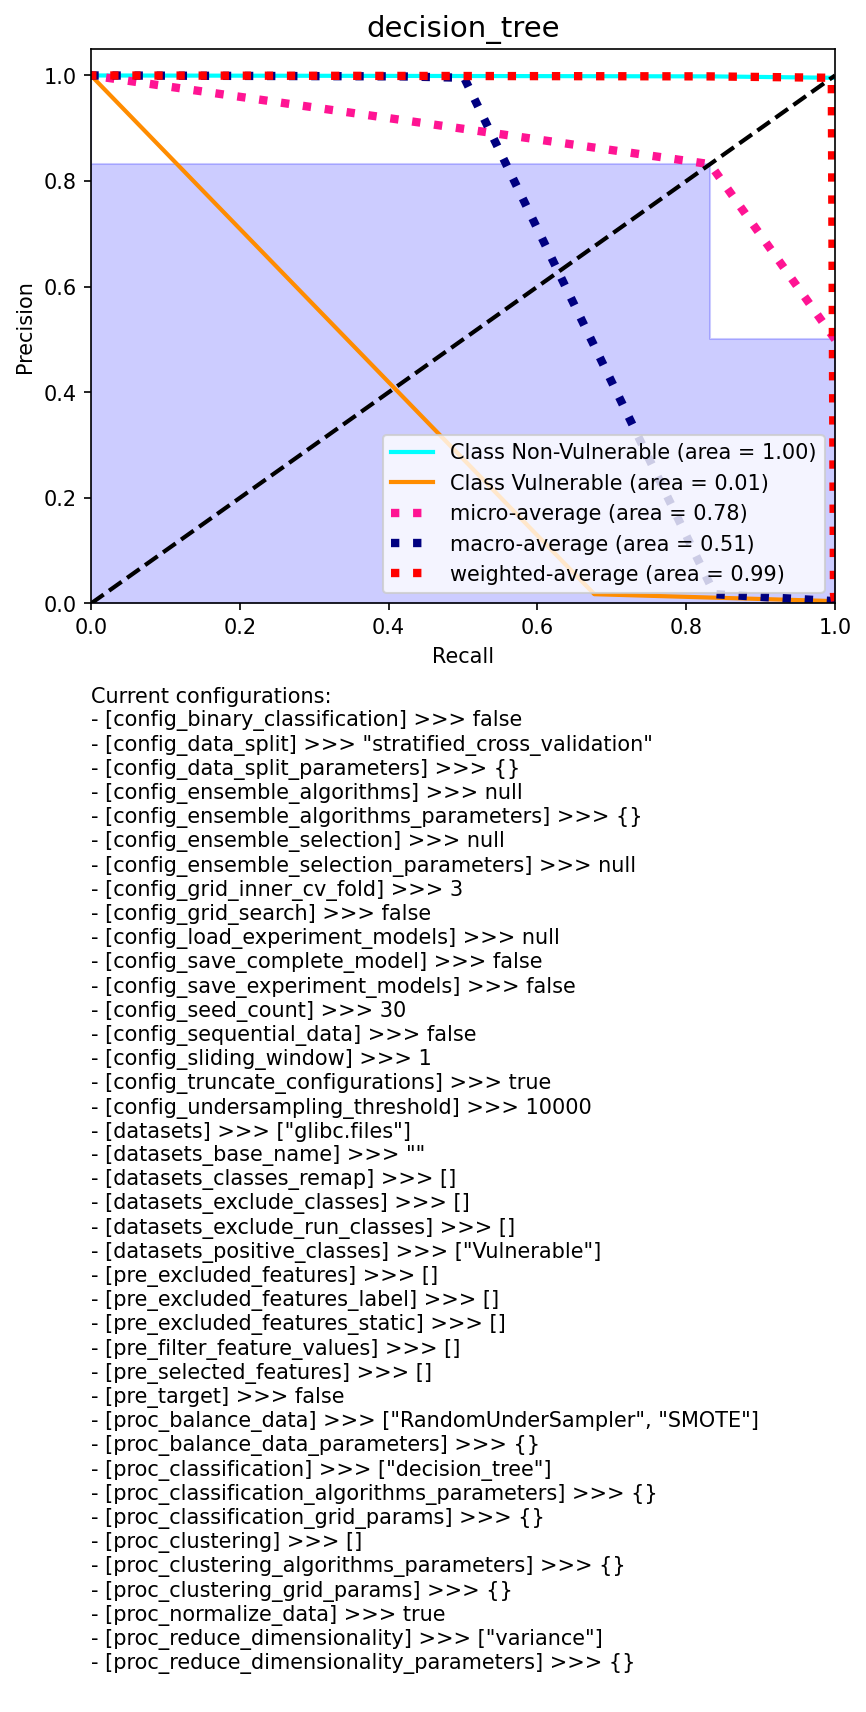 decision_tree
1.0
0.8
0.6
0.4
0.2
0.0
Precision
0.0 0.2 0.4 0.6 0.8 1.0
Recall
Class Non-Vulnerable (area = 1.00)
Class Vulnerable (area = 0.01)
micro-average (area = 0.78)
macro-average (area = 0.51)
weighted-average (area = 0.99)
Current configurations:
- [config_binary_classification] >>> false
- [config_data_split] >>> "stratified_cross_validation"
- [config_data_split_parameters] >>> {}
- [config_ensemble_algorithms] >>> null
- [config_ensemble_algorithms_parameters] >>> {}
- [config_ensemble_selection] >>> null
- [config_ensemble_selection_parameters] >>> null
- [config_grid_inner_cv_fold] >>> 3
- [config_grid_search] >>> false
- [config_load_experiment_models] >>> null
- [config_save_complete_model] >>> false
- [config_save_experiment_models] >>> false
- [config_seed_count] >>> 30
- [config_sequential_data] >>> false
- [config_sliding_window] >>> 1
- [config_truncate_configurations] >>> true
- [config_undersampling_threshold] >>> 10000
- [datasets] >>> ["glibc.files"]
- [datasets_base_name] >>> ""
- [datasets_classes_remap] >>> []
- [datasets_exclude_classes] >>> []
- [datasets_exclude_run_classes] >>> []
- [datasets_positive_classes] >>> ["Vulnerable"]
- [pre_excluded_features] >>> []
- [pre_excluded_features_label] >>> []
- [pre_excluded_features_static] >>> []
- [pre_filter_feature_values] >>> []
- [pre_selected_features] >>> []
- [pre_target] >>> false
- [proc_balance_data] >>> ["RandomUnderSampler", "SMOTE"]
- [proc_balance_data_parameters] >>> {}
- [proc_classification] >>> ["decision_tree"]
- [proc_classification_algorithms_parameters] >>> {}
- [proc_classification_grid_params] >>> {}
- [proc_clustering] >>> []
- [proc_clustering_algorithms_parameters] >>> {}
- [proc_clustering_grid_params] >>> {}
- [proc_normalize_data] >>> true
- [proc_reduce_dimensionality] >>> ["variance"]
- [proc_reduce_dimensionality_parameters] >>> {}